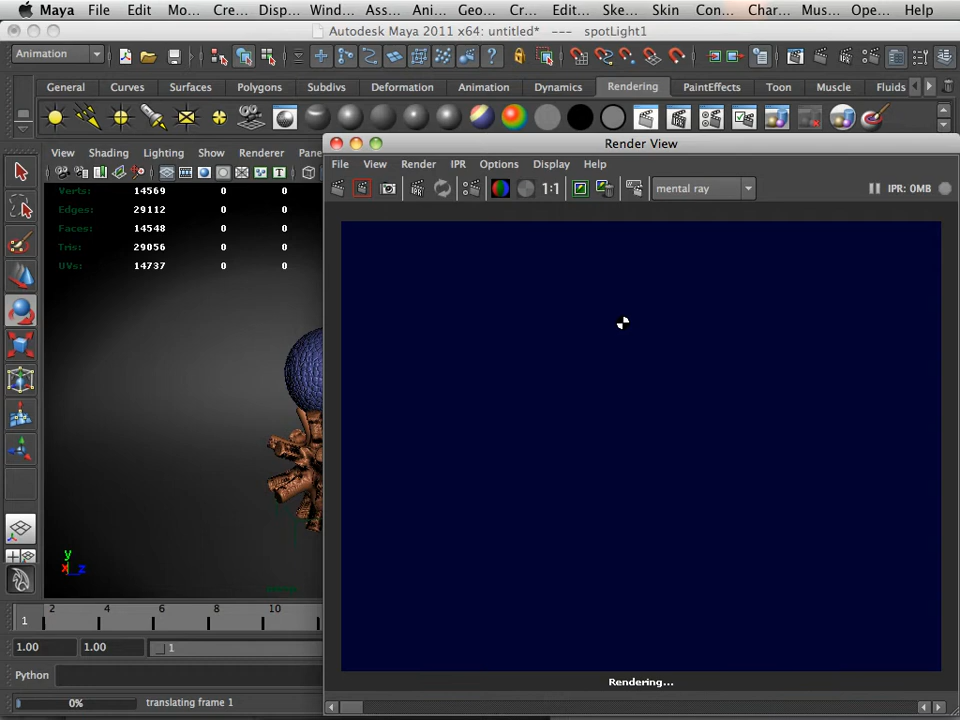 Maya File Edit Mo... Cre... Disp... Wind... Ass... Ani... Geo... Cr... Edit... Ske... Skin Con... Char... Mus... Ope... Help
Autodesk Maya 2011 x64: untitled* --- spotLight1
Animation
General Curves Surfaces Polygons Subdivs Deformation Animation Dynamics Rendering PaintEffects Toon Muscle Fluids
Render View
View Shading Lighting Show Renderer Pane
File View Render IPR Options Display Help
1:1 mental ray IPR: 0MB
Verts: 14569 0 0
Edges: 29112 0 0
Faces: 14548 0 0
Tris: 29056 0 0
UVs: 14737 0 0
y
x z
2 4 6 8 10
1
1.00 1.00 1
Python
Rendering...
0% translating frame 1